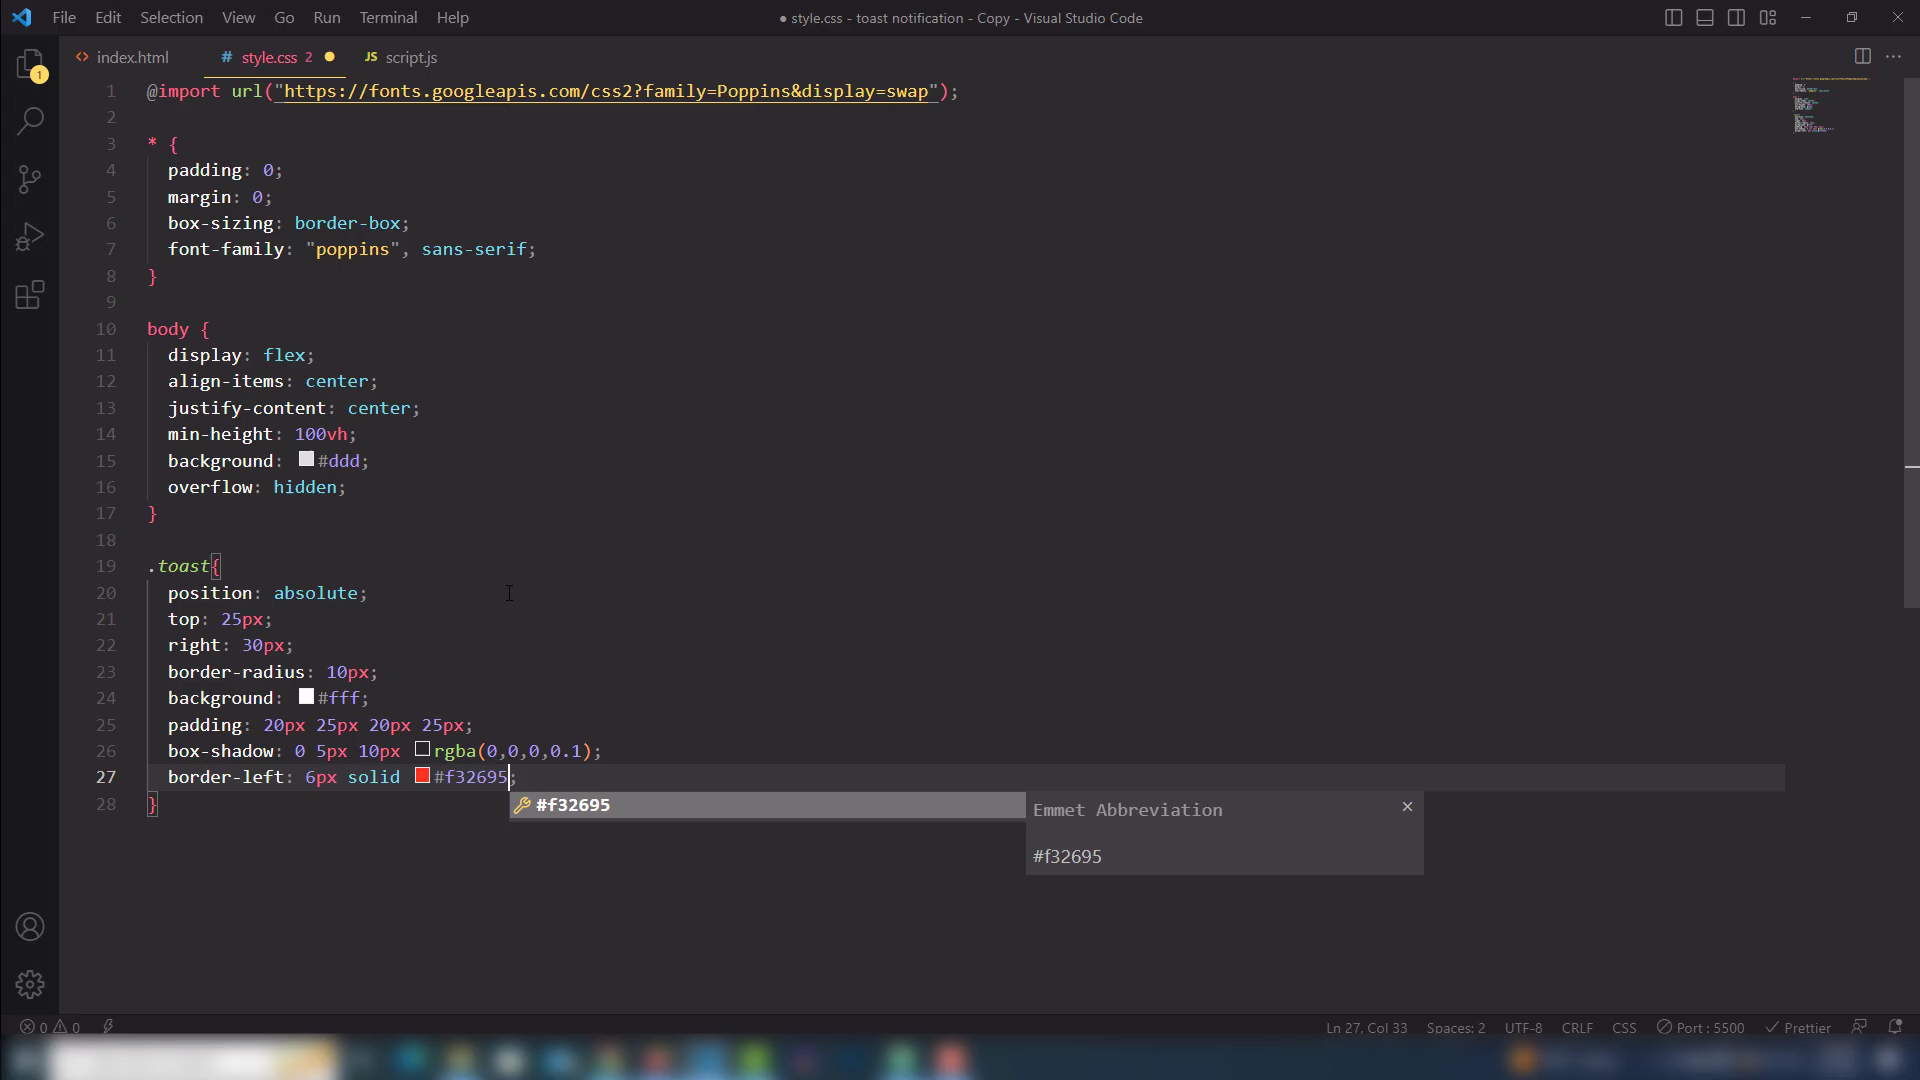 File Edit Selection View Go Run Terminal Help
● style.css - toast notification - Copy - Visual Studio Code
index.html
# style.css 2
JS script.js
1
1 @import url("https://fonts.googleapis.com/css2?family=Poppins&display=swap");
2
3 * {
4 padding: 0;
5 margin: 0;
6 box-sizing: border-box;
7 font-family: "poppins", sans-serif;
8 }
9
10 body {
11 display: flex;
12 align-items: center;
13 justify-content: center;
14 min-height: 100vh;
15 background: #ddd;
16 overflow: hidden;
17 }
18
19 .toast{
20 position: absolute;
21 top: 25px;
22 right: 30px;
23 border-radius: 10px;
24 background: #fff;
25 padding: 20px 25px 20px 25px;
26 box-shadow: 0 5px 10px rgba(0,0,0,0.1);
27 border-left: 6px solid #f32695;
28 }
#f32695
Emmet Abbreviation
#f32695
0 0
Ln 27, Col 33 Spaces: 2 UTF-8 CRLF CSS Port : 5500 Prettier